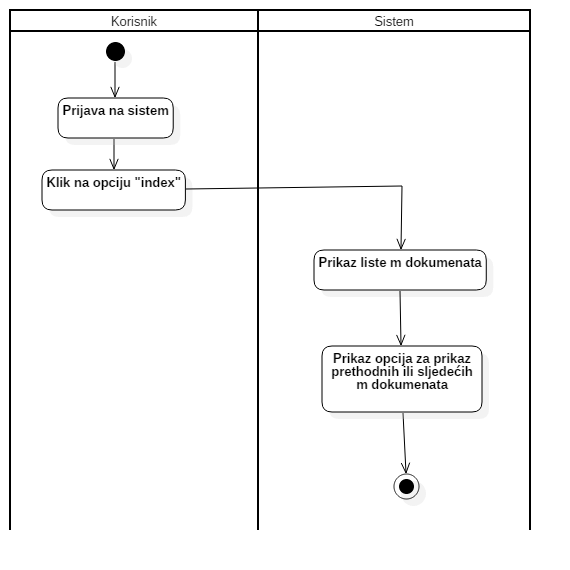 Korisnik
Sistem
Prijava na sistem
Klik na opciju "index"
Prikaz liste m dokumenata
Prikaz opcija za prikaz
prethodnih ili sljedećih
m dokumenata